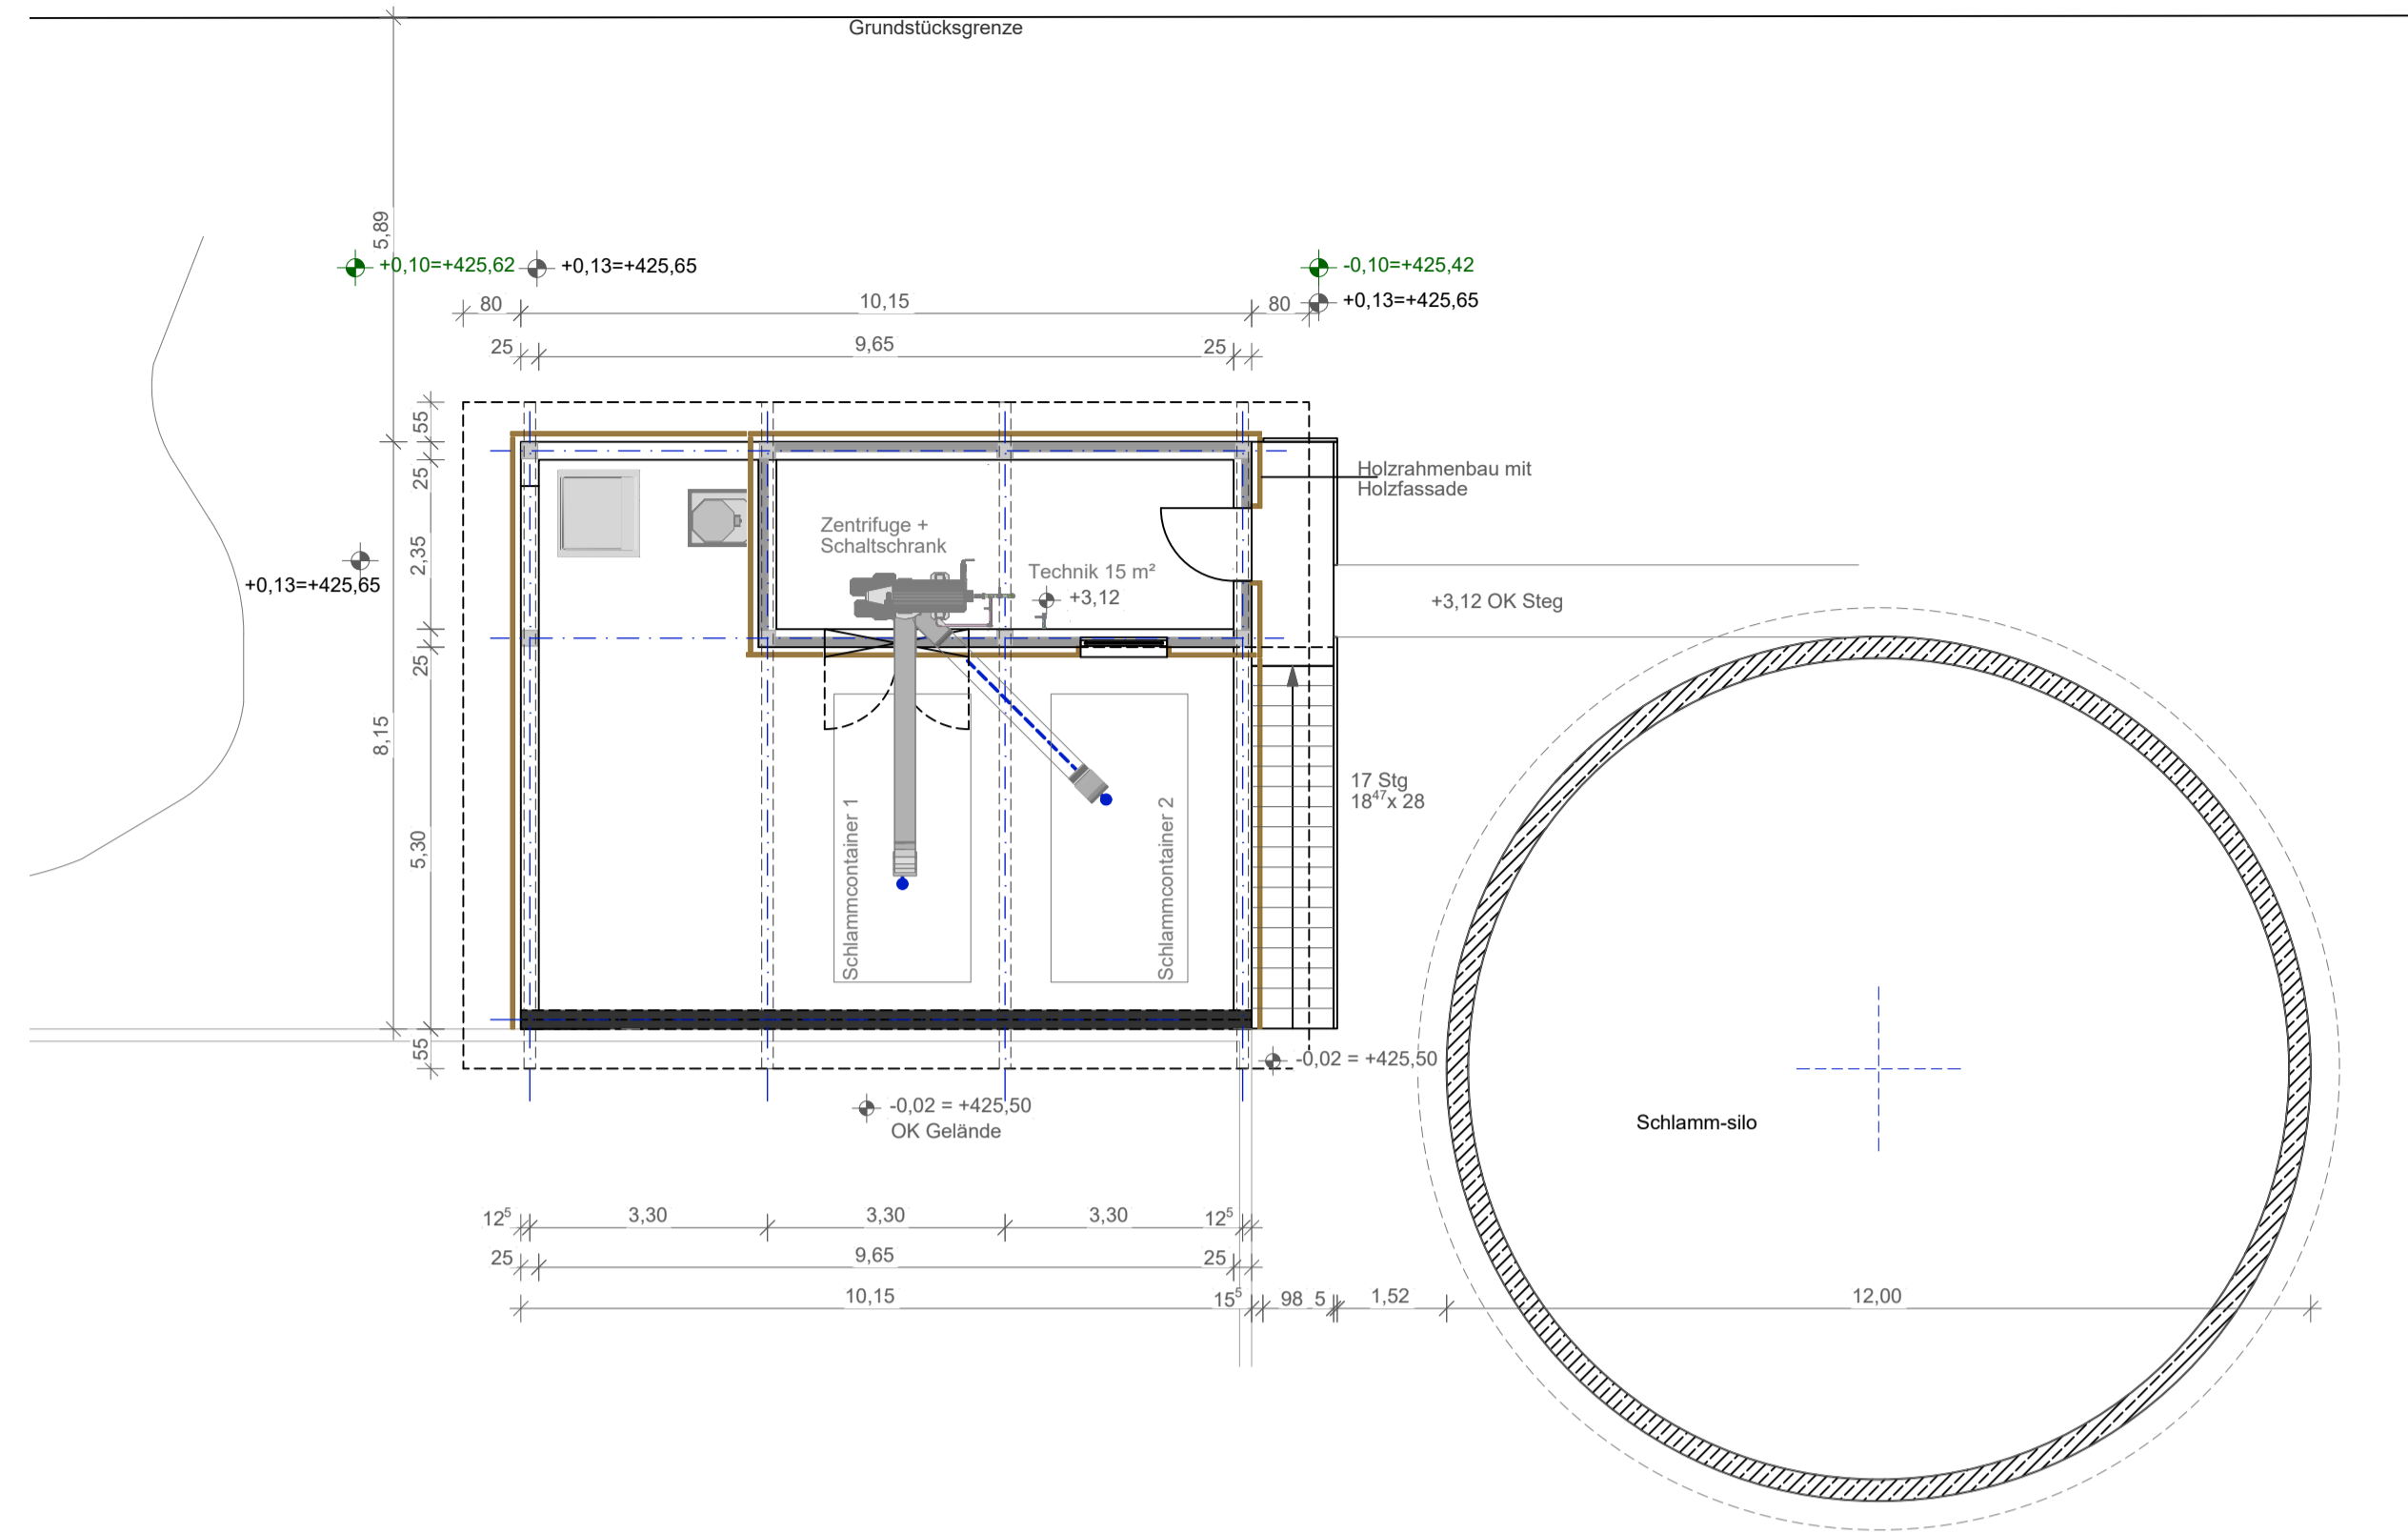 Grundstücksgrenze
5,89
+0,10=+425,62
+0,13=+425,65
-0,10=+425,42
+0,13=+425,65
80
10,15
80
25
9,65
25
55
25
2,35
25
8,15
5,30
55
+0,13=+425,65
Holzrahmenbau mit
Holzfassade
Zentrifuge +
Schaltschrank
Technik 15 m²
+3,12
+3,12 OK Steg
17 Stg
18⁴⁷x 28
Schlammcontainer 1
Schlammcontainer 2
-0,02 = +425,50
-0,02 = +425,50
OK Gelände
Schlamm-silo
12⁵
3,30
3,30
3,30
12⁵
25
9,65
25
10,15
15⁵
98
5
1,52
12,00